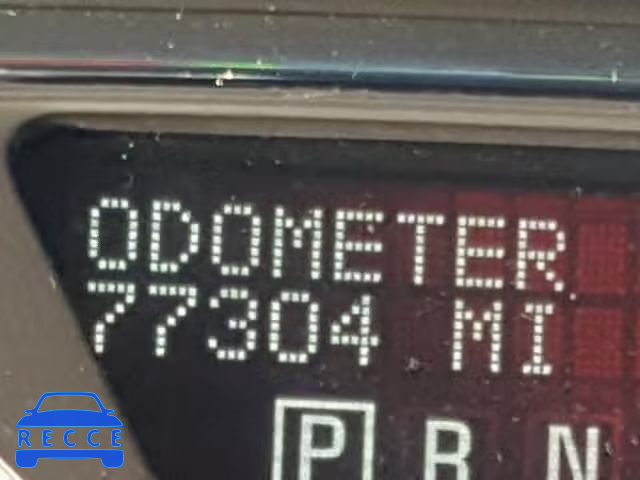 ODOMETER
77304 MI
P R N
RECCE